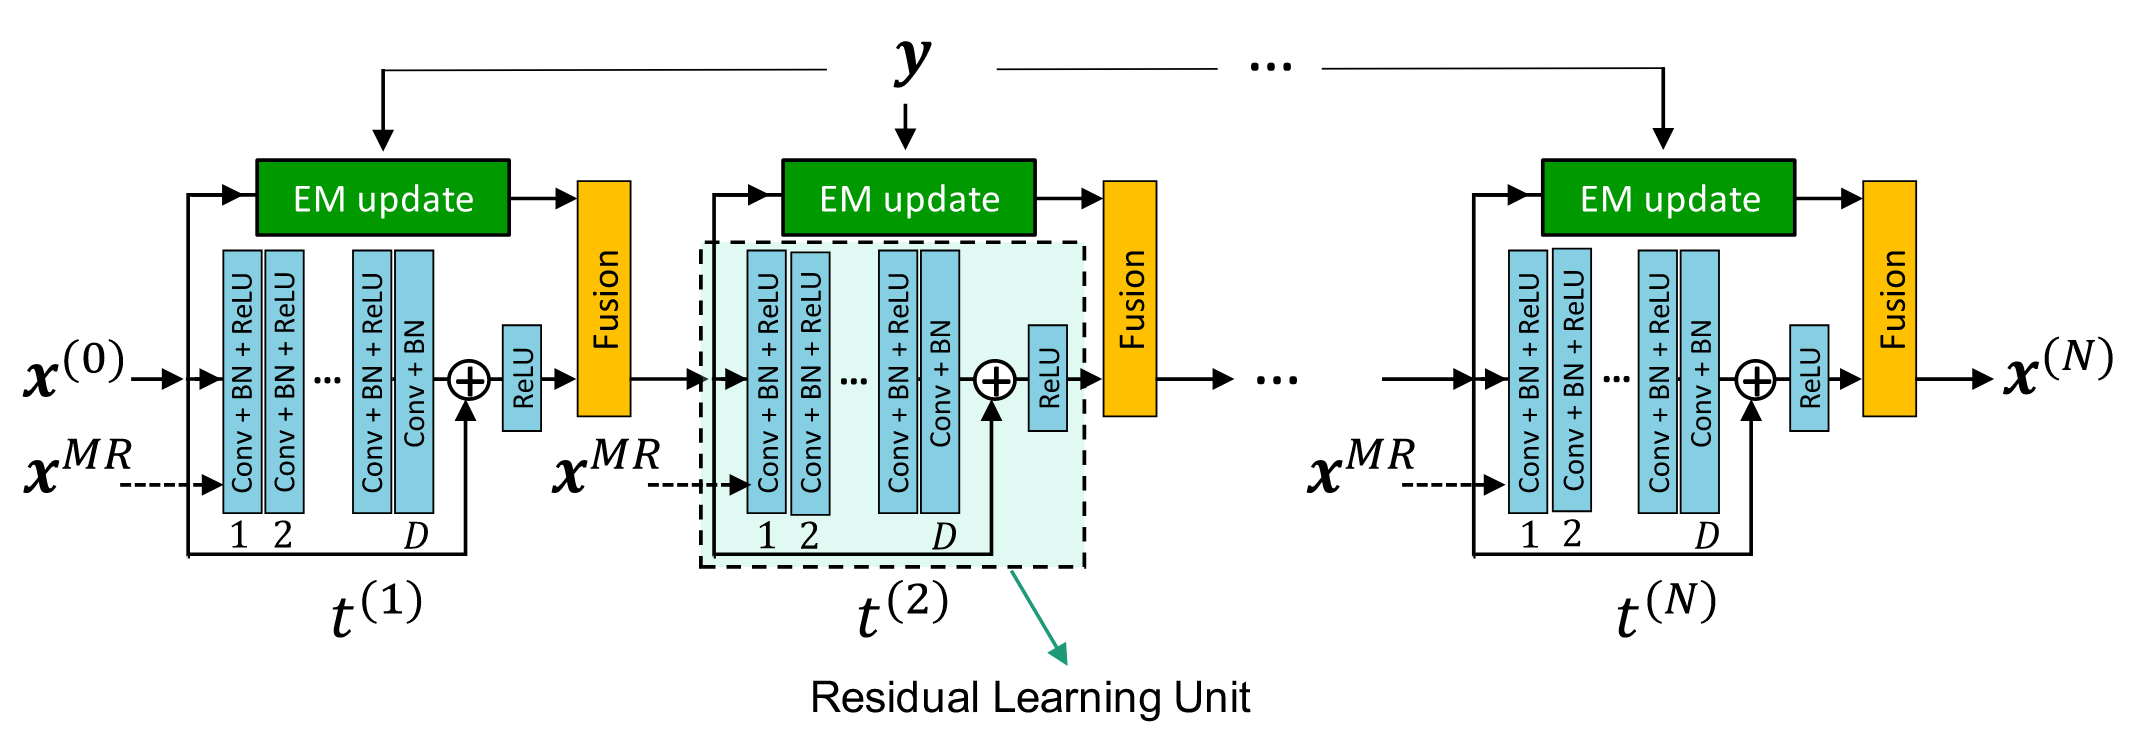 y ...
EM update EM update EM update
Conv + BN + ReLU
Conv + BN + ReLU
...
Conv + BN + ReLU
Conv + BN
ReLU
Fusion
Conv + BN + ReLU
Conv + BN + ReLU
...
Conv + BN + ReLU
Conv + BN
ReLU
Fusion
...
Conv + BN + ReLU
Conv + BN + ReLU
...
Conv + BN + ReLU
Conv + BN
ReLU
Fusion
x^(0) x^(N)
x^MR x^MR x^MR
1 2 D 1 2 D 1 2 D
t^(1) t^(2) t^(N)
Residual Learning Unit